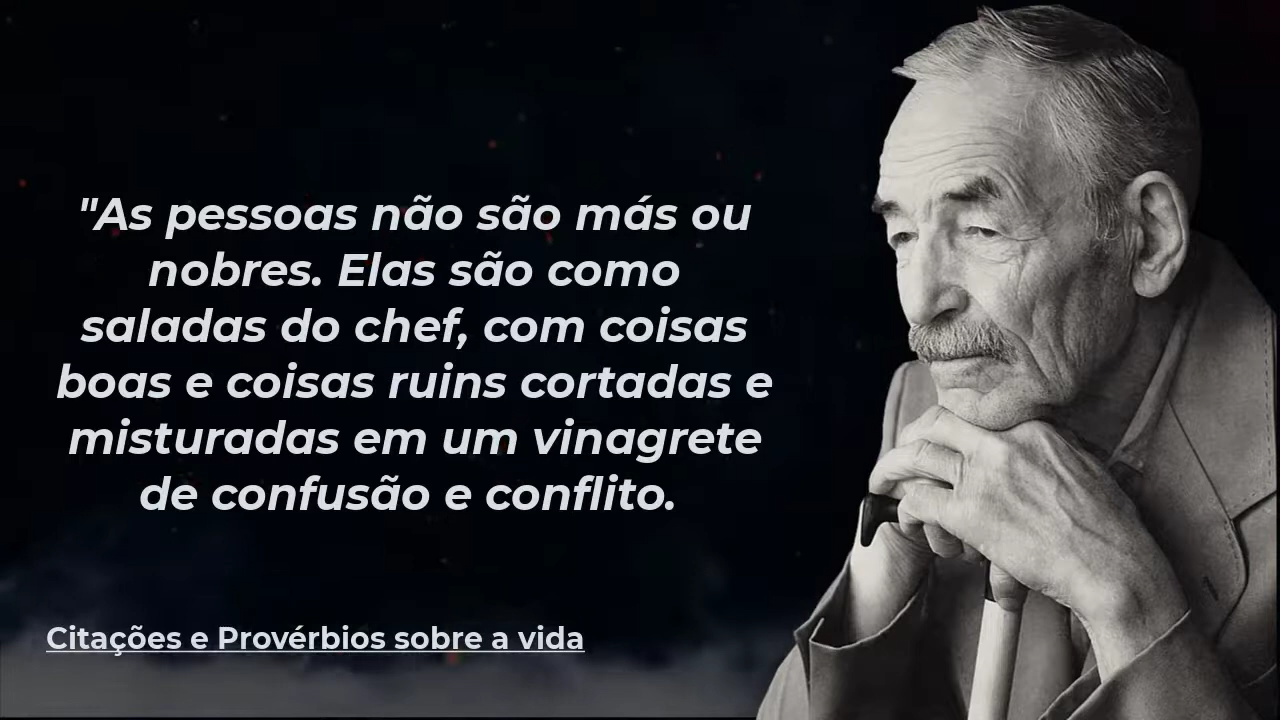 "As pessoas não são más ou
nobres. Elas são como
saladas do chef, com coisas
boas e coisas ruins cortadas e
misturadas em um vinagrete
de confusão e conflito.
Citações e Provérbios sobre a vida